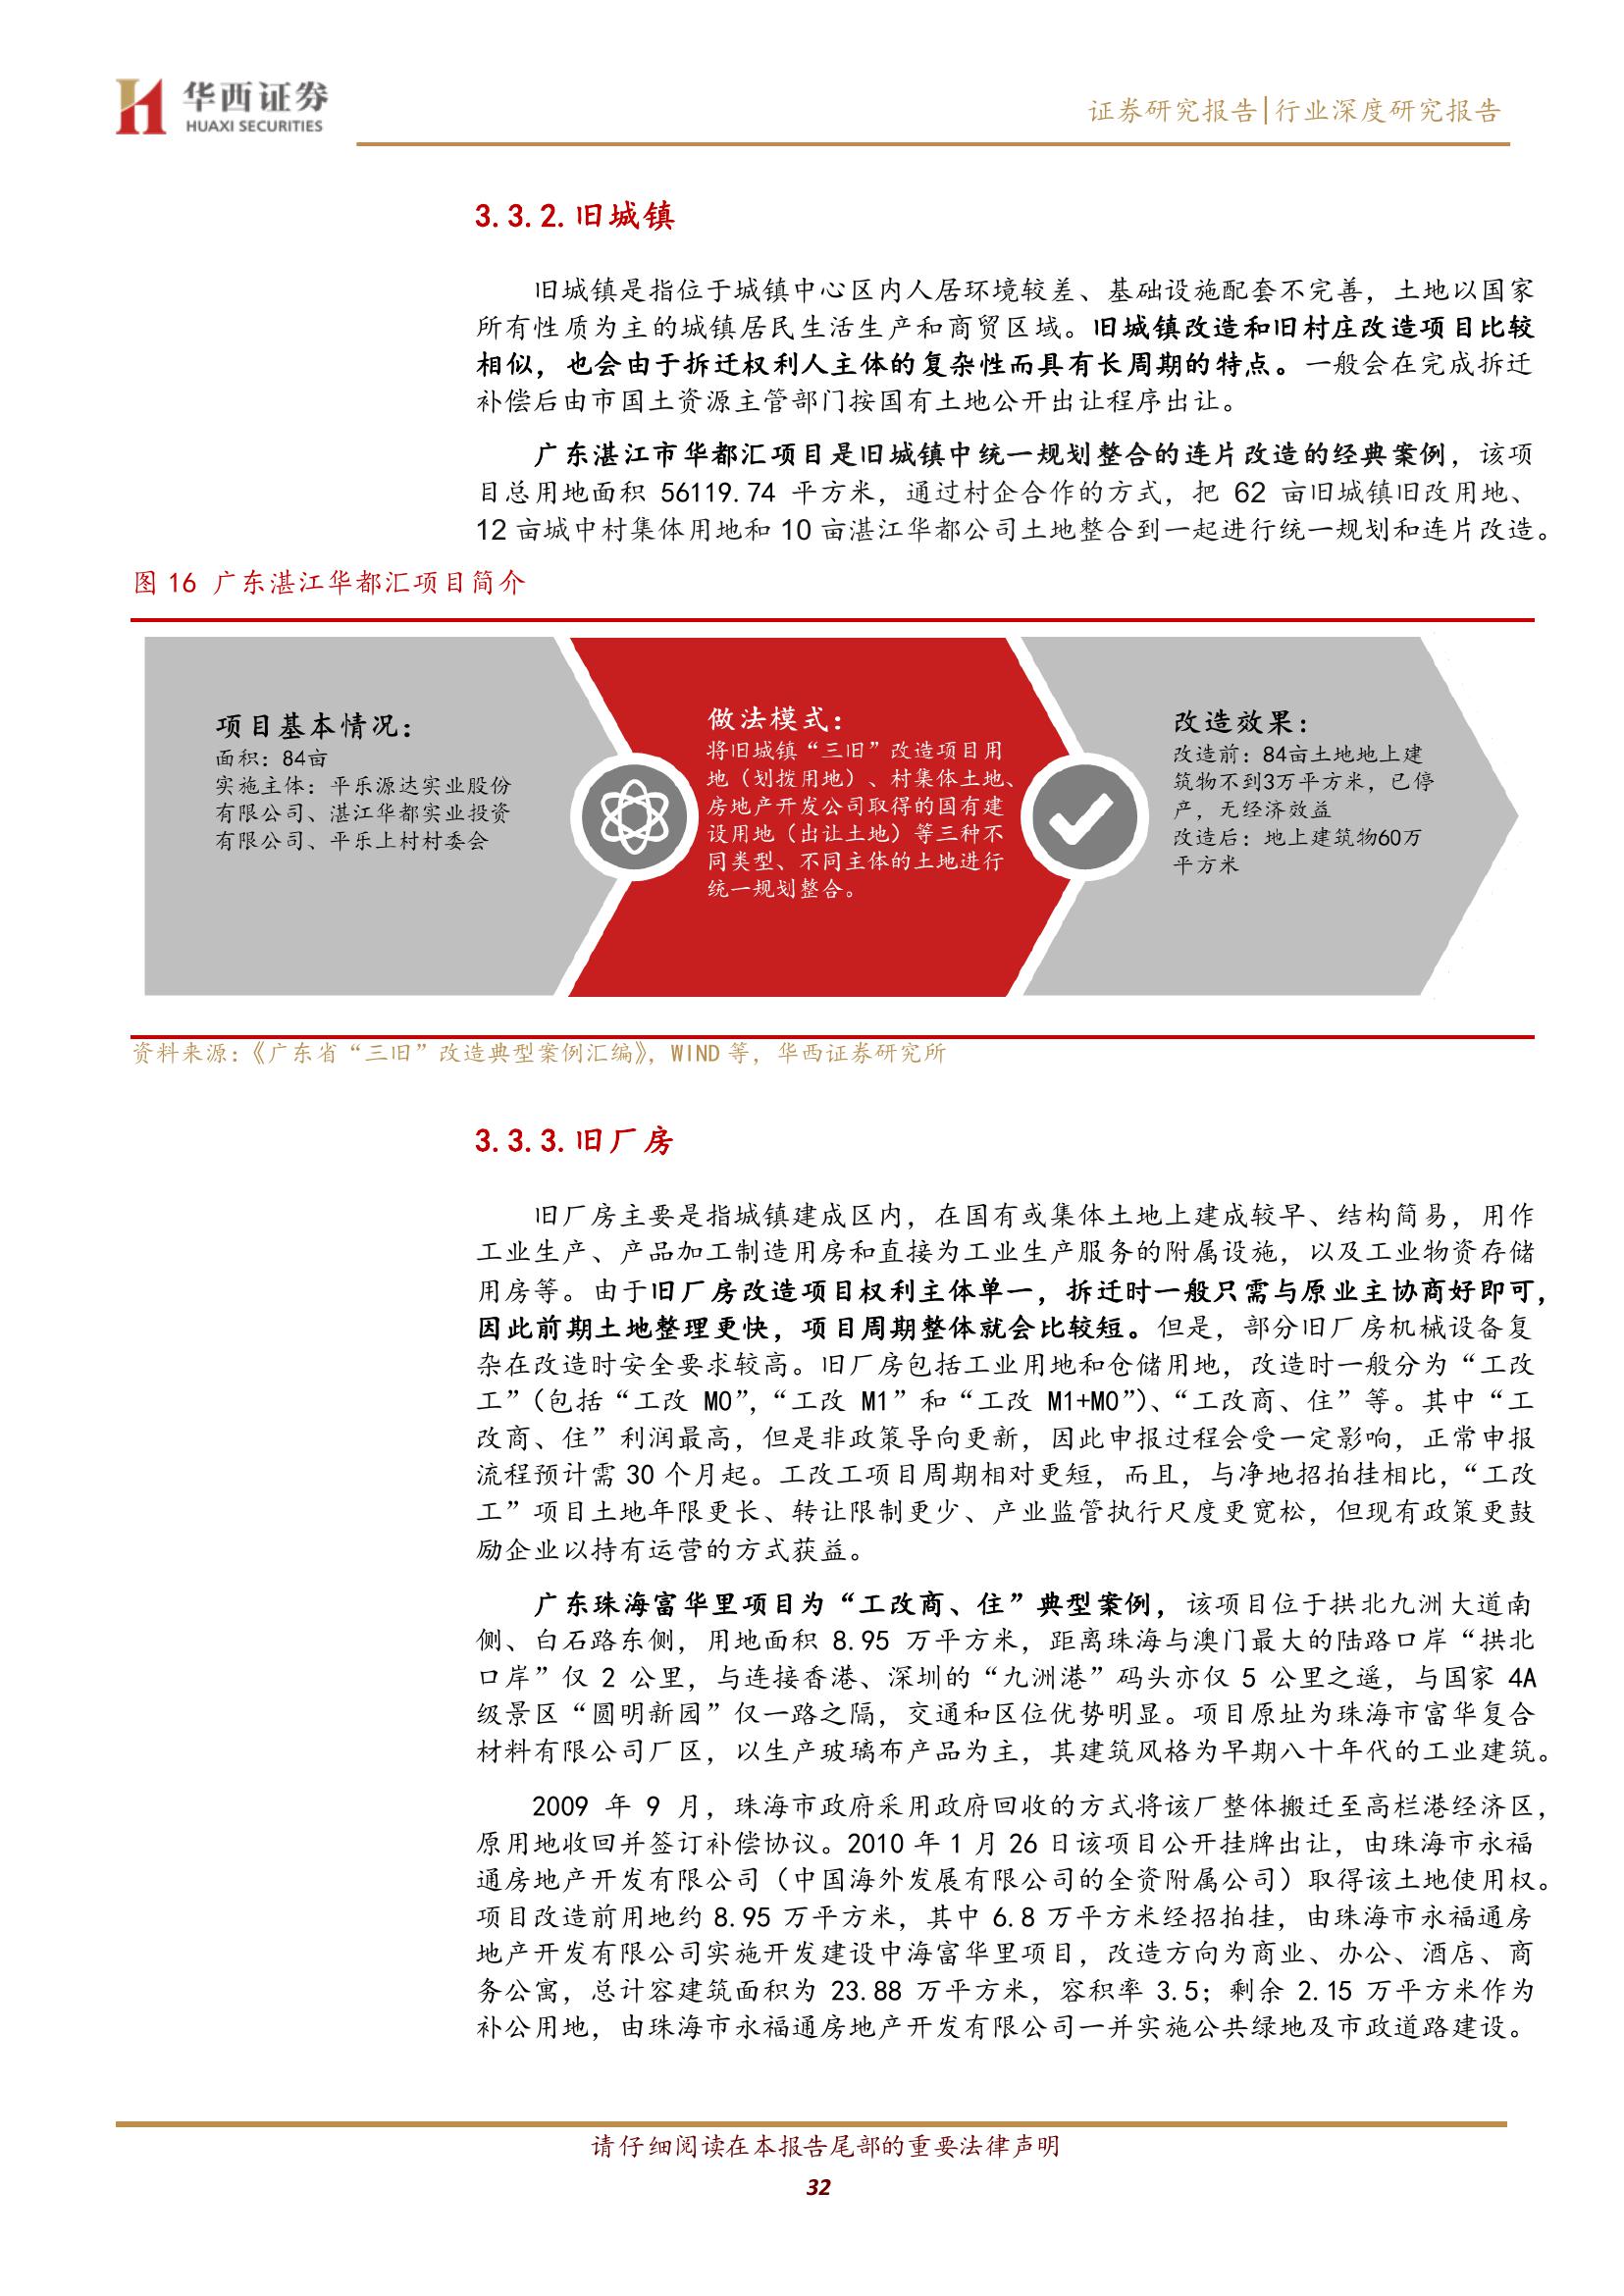 华西证券
HUAXI SECURITIES
证券研究报告|行业深度研究报告
3.3.2.旧城镇
旧城镇是指位于城镇中心区内人居环境较差、基础设施配套不完善，土地以国家
所有性质为主的城镇居民生活生产和商贸区域。旧城镇改造和旧村庄改造项目比较
相似，也会由于拆迁权利人主体的复杂性而具有长周期的特点。一般会在完成拆迁
补偿后由市国土资源主管部门按国有土地公开出让程序出让。
广东湛江市华都汇项目是旧城镇中统一规划整合的连片改造的经典案例，该项
目总用地面积 56119.74 平方米，通过村企合作的方式，把 62 亩旧城镇旧改用地、
12 亩城中村集体用地和 10 亩湛江华都公司土地整合到一起进行统一规划和连片改造。
图 16 广东湛江华都汇项目简介
项目基本情况：
面积：84亩
实施主体：平乐源达实业股份
有限公司、湛江华都实业投资
有限公司、平乐上村村委会
做法模式：
将旧城镇“三旧”改造项目用
地（划拨用地）、村集体土地、
房地产开发公司取得的国有建
设用地（出让土地）等三种不
同类型、不同主体的土地进行
统一规划整合。
改造效果：
改造前：84亩土地地上建
筑物不到3万平方米，已停
产，无经济效益
改造后：地上建筑物60万
平方米
资料来源：《广东省“三旧”改造典型案例汇编》，WIND 等，华西证券研究所
3.3.3.旧厂房
旧厂房主要是指城镇建成区内，在国有或集体土地上建成较早、结构简易，用作
工业生产、产品加工制造用房和直接为工业生产服务的附属设施，以及工业物资存储
用房等。由于旧厂房改造项目权利主体单一，拆迁时一般只需与原业主协商好即可，
因此前期土地整理更快，项目周期整体就会比较短。但是，部分旧厂房机械设备复
杂在改造时安全要求较高。旧厂房包括工业用地和仓储用地，改造时一般分为“工改
工”（包括“工改 M0”，“工改 M1”和“工改 M1+M0”）、“工改商、住”等。其中“工
改商、住”利润最高，但是非政策导向更新，因此申报过程会受一定影响，正常申报
流程预计需 30 个月起。工改工项目周期相对更短，而且，与净地招拍挂相比，“工改
工”项目土地年限更长、转让限制更少、产业监管执行尺度更宽松，但现有政策更鼓
励企业以持有运营的方式获益。
广东珠海富华里项目为“工改商、住”典型案例，该项目位于拱北九洲大道南
侧、白石路东侧，用地面积 8.95 万平方米，距离珠海与澳门最大的陆路口岸“拱北
口岸”仅 2 公里，与连接香港、深圳的“九洲港”码头亦仅 5 公里之遥，与国家 4A
级景区“圆明新园”仅一路之隔，交通和区位优势明显。项目原址为珠海市富华复合
材料有限公司厂区，以生产玻璃布产品为主，其建筑风格为早期八十年代的工业建筑。
2009 年 9 月，珠海市政府采用政府回收的方式将该厂整体搬迁至高栏港经济区，
原用地收回并签订补偿协议。2010 年 1 月 26 日该项目公开挂牌出让，由珠海市永福
通房地产开发有限公司（中国海外发展有限公司的全资附属公司）取得该土地使用权。
项目改造前用地约 8.95 万平方米，其中 6.8 万平方米经招拍挂，由珠海市永福通房
地产开发有限公司实施开发建设中海富华里项目，改造方向为商业、办公、酒店、商
务公寓，总计容建筑面积为 23.88 万平方米，容积率 3.5；剩余 2.15 万平方米作为
补公用地，由珠海市永福通房地产开发有限公司一并实施公共绿地及市政道路建设。
请仔细阅读在本报告尾部的重要法律声明
32